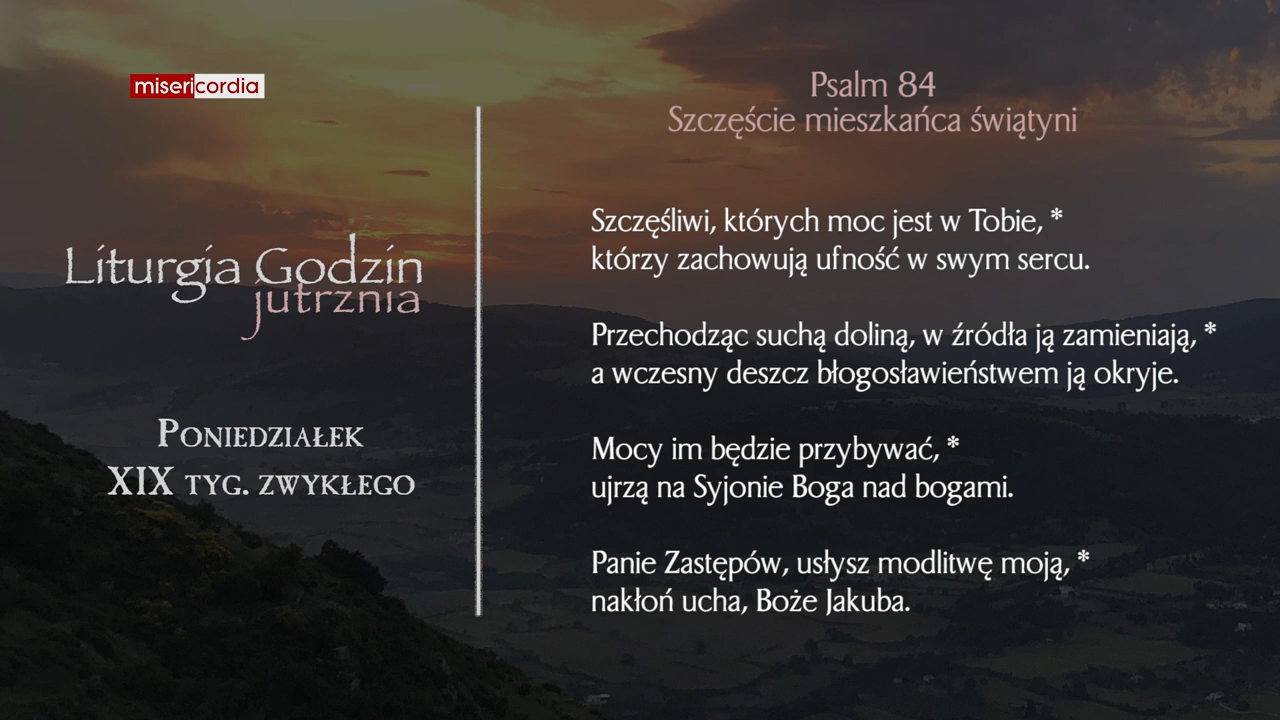 misericordia
Liturgia Godzin
jutrznia
Poniedziałek
XIX tyg. zwykłego
Psalm 84
Szczęście mieszkańca świątyni
Szczęśliwi, których moc jest w Tobie, *
którzy zachowują ufność w swym sercu.
Przechodząc suchą doliną, w źródła ją zamieniają, *
a wczesny deszcz błogosławieństwem ją okryje.
Mocy im będzie przybywać, *
ujrzą na Syjonie Boga nad bogami.
Panie Zastępów, usłysz modlitwę moją, *
nakłoń ucha, Boże Jakuba.